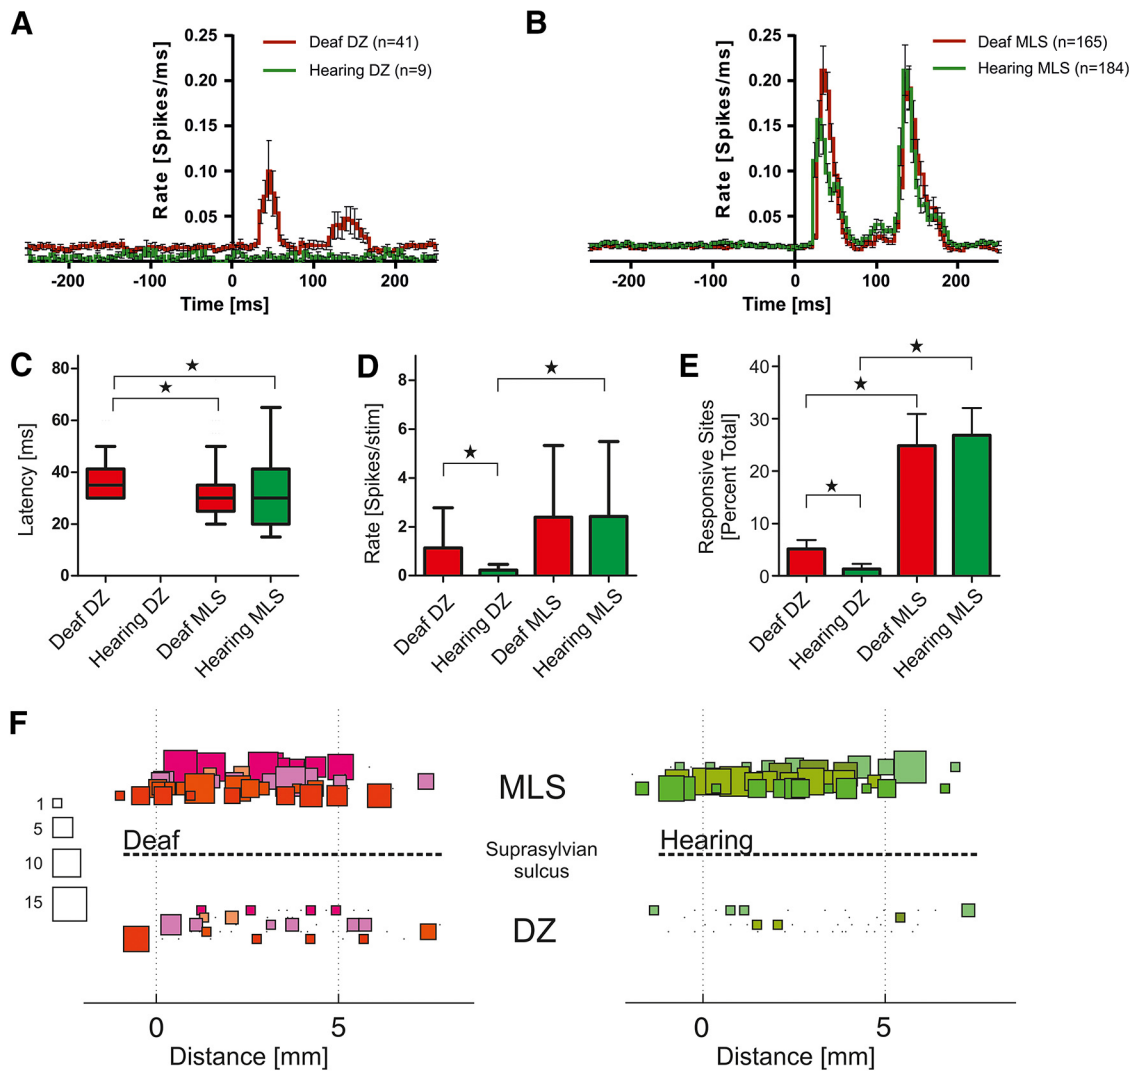 A
0.25
0.20
0.15
0.10
0.05
Rate [Spikes/ms]
Deaf DZ (n=41)
Hearing DZ (n=9)
-200
-100
0
100
200
Time [ms]
B
0.25
0.20
0.15
0.10
0.05
Rate [Spikes/ms]
Deaf MLS (n=165)
Hearing MLS (n=184)
-200
-100
0
100
200
Time [ms]
C
80
60
40
20
0
Latency [ms]
Deaf DZ
Hearing DZ
Deaf MLS
Hearing MLS
D
8
6
4
2
0
Rate [Spikes/stim]
Deaf DZ
Hearing DZ
Deaf MLS
Hearing MLS
E
40
30
20
10
0
Responsive Sites
[Percent Total]
Deaf DZ
Hearing DZ
Deaf MLS
Hearing MLS
F
1
5
10
15
Deaf
MLS
Suprasylvian
sulcus
DZ
Hearing
0
5
Distance [mm]
0
5
Distance [mm]